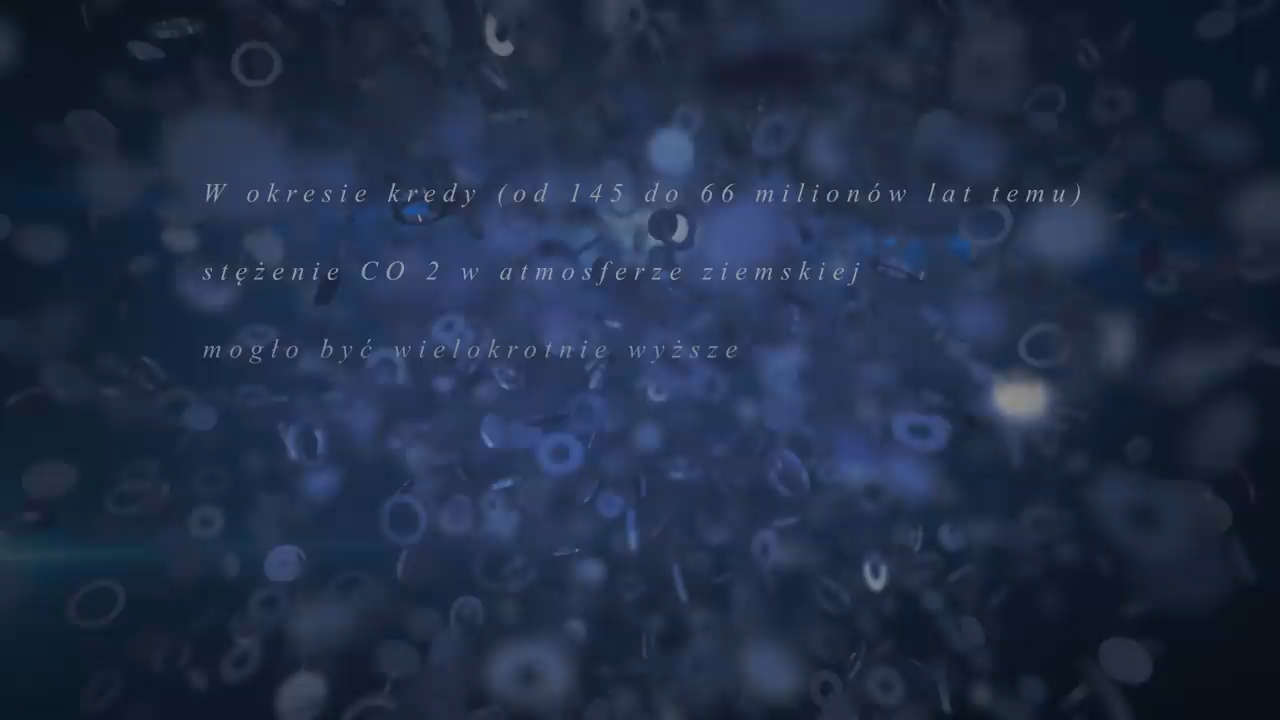 W okresie kredy (od 145 do 66 milionów lat temu)
stężenie CO 2 w atmosferze ziemskiej
mogło być wielokrotnie wyższe